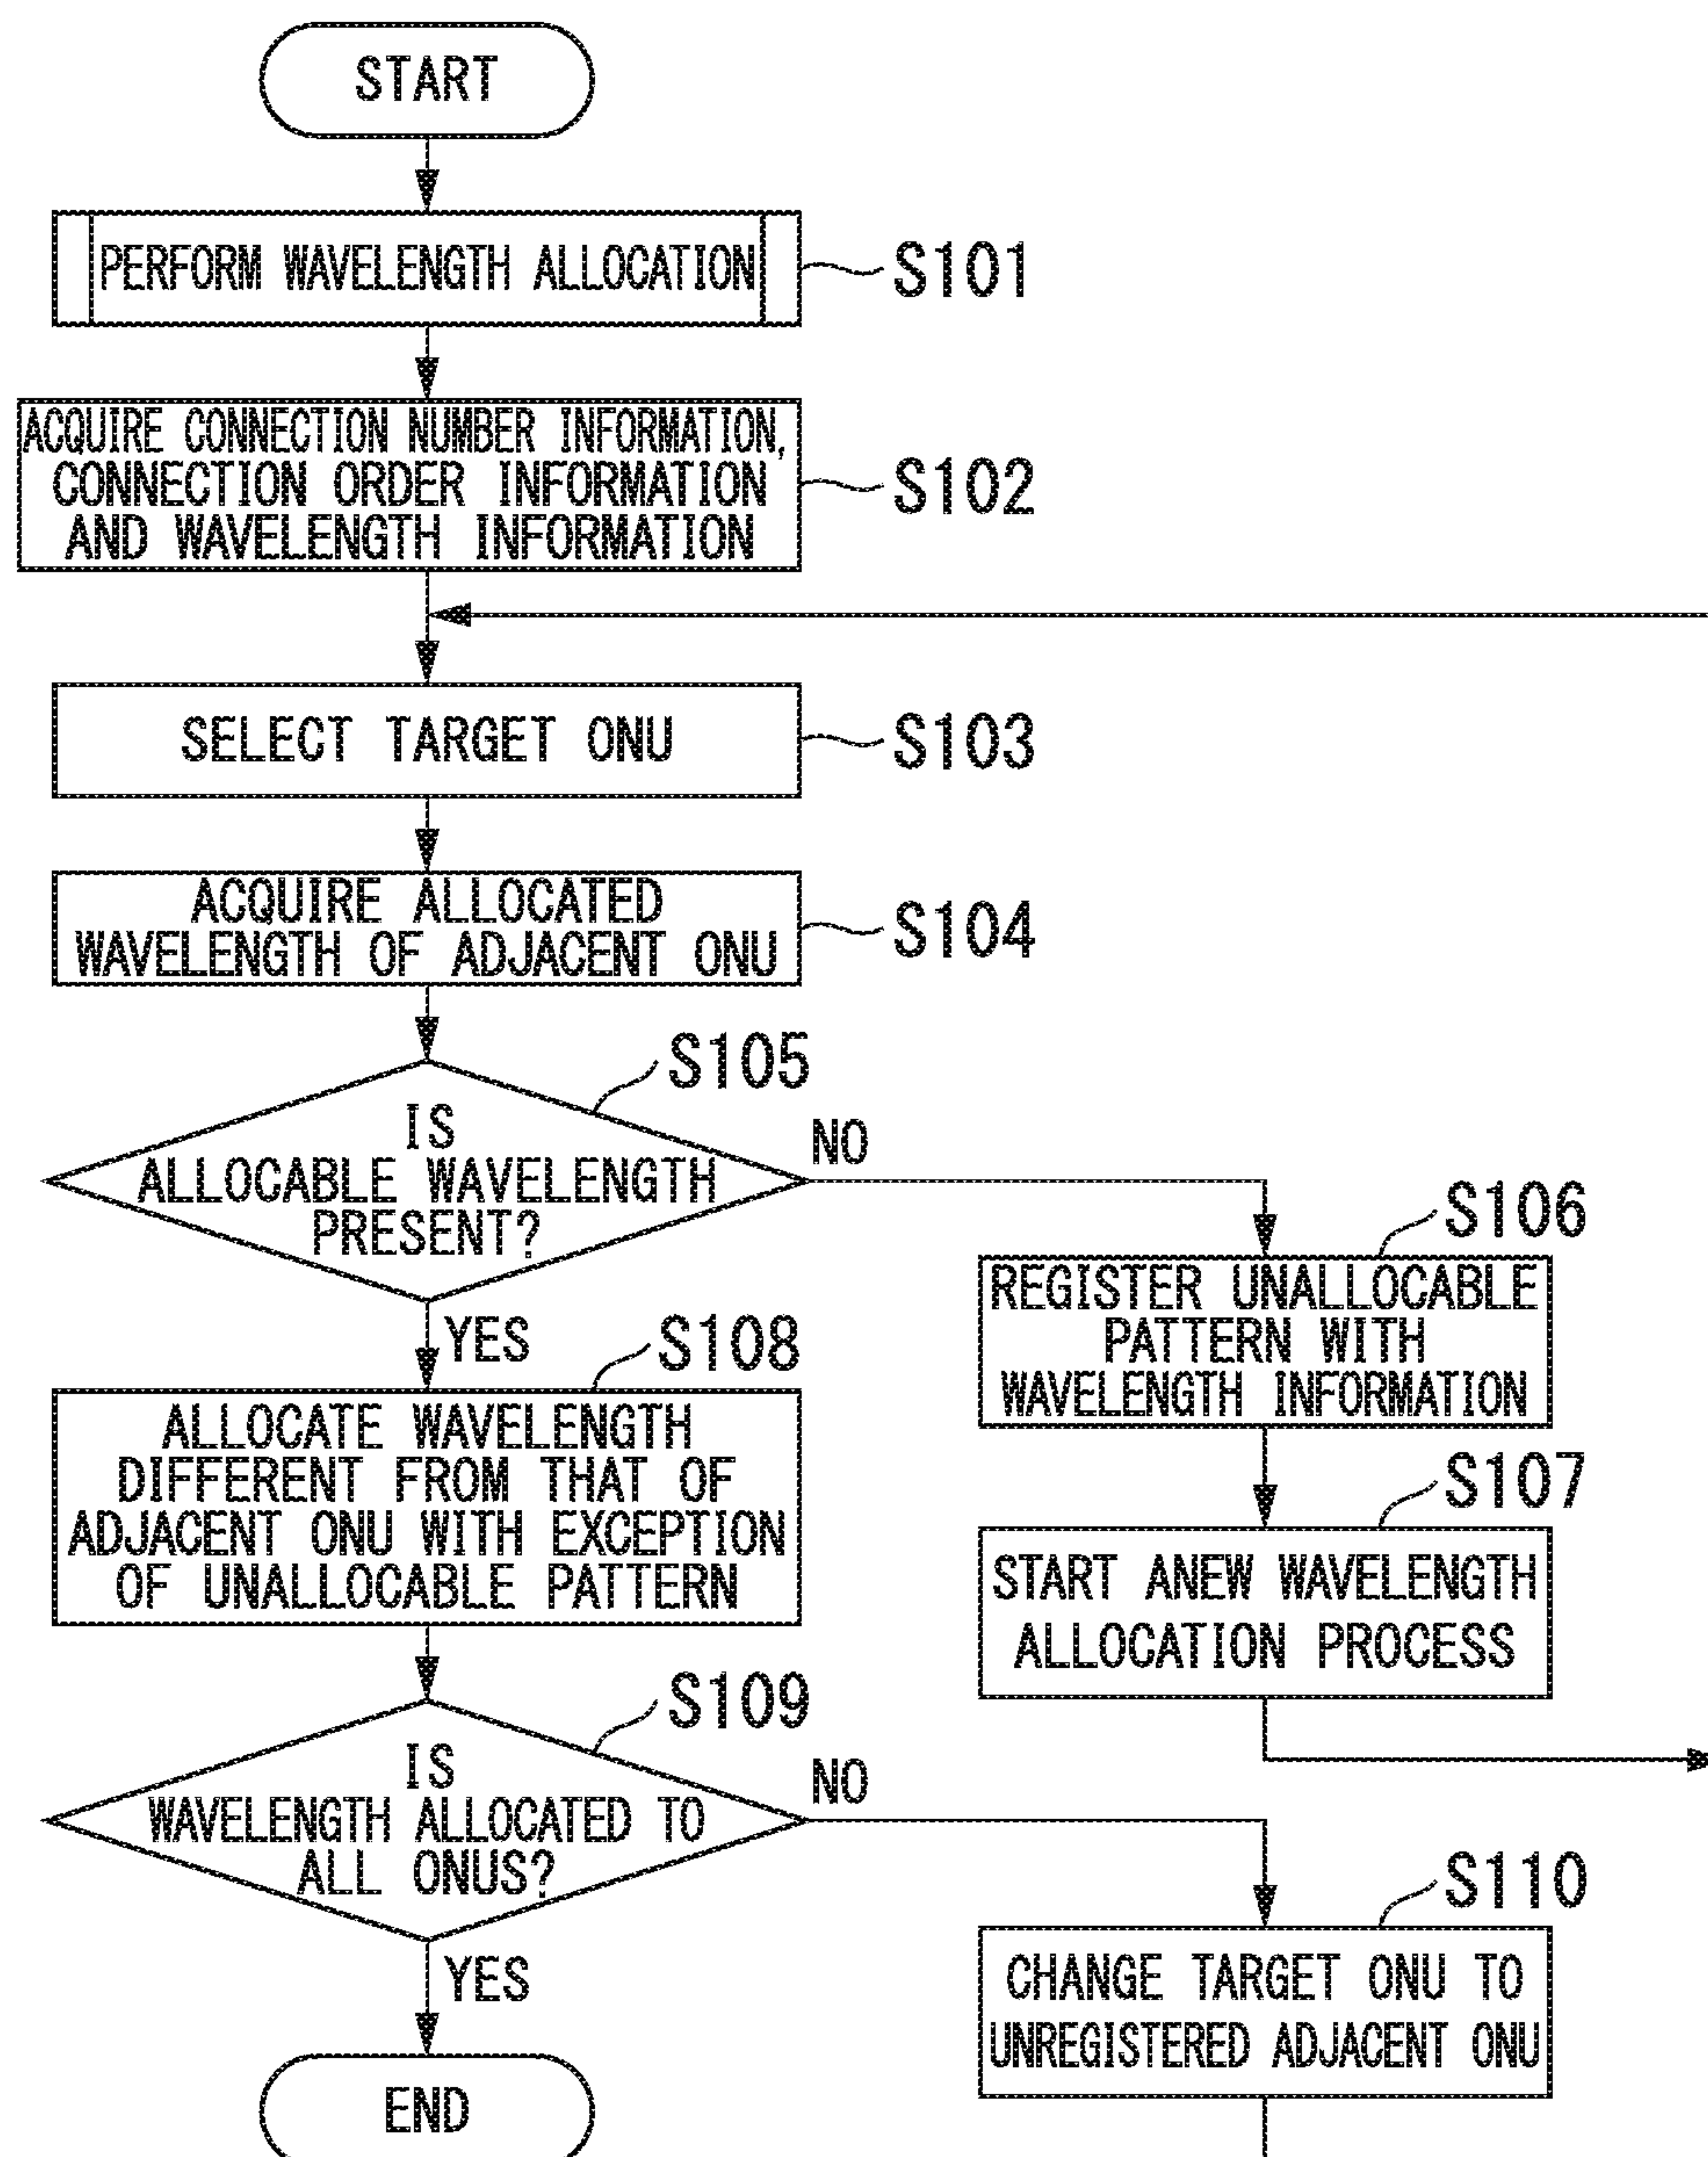 START
PERFORM WAVELENGTH ALLOCATION
S101
ACQUIRE CONNECTION NUMBER INFORMATION,
CONNECTION ORDER INFORMATION
AND WAVELENGTH INFORMATION
S102
SELECT TARGET ONU
S103
ACQUIRE ALLOCATED
WAVELENGTH OF ADJACENT ONU
S104
S105
IS
ALLOCABLE WAVELENGTH
PRESENT?
NO
YES
S106
REGISTER UNALLOCABLE
PATTERN WITH
WAVELENGTH INFORMATION
S107
START ANEW WAVELENGTH
ALLOCATION PROCESS
S108
ALLOCATE WAVELENGTH
DIFFERENT FROM THAT OF
ADJACENT ONU WITH EXCEPTION
OF UNALLOCABLE PATTERN
S109
IS
WAVELENGTH ALLOCATED TO
ALL ONUS?
NO
YES
S110
CHANGE TARGET ONU TO
UNREGISTERED ADJACENT ONU
END